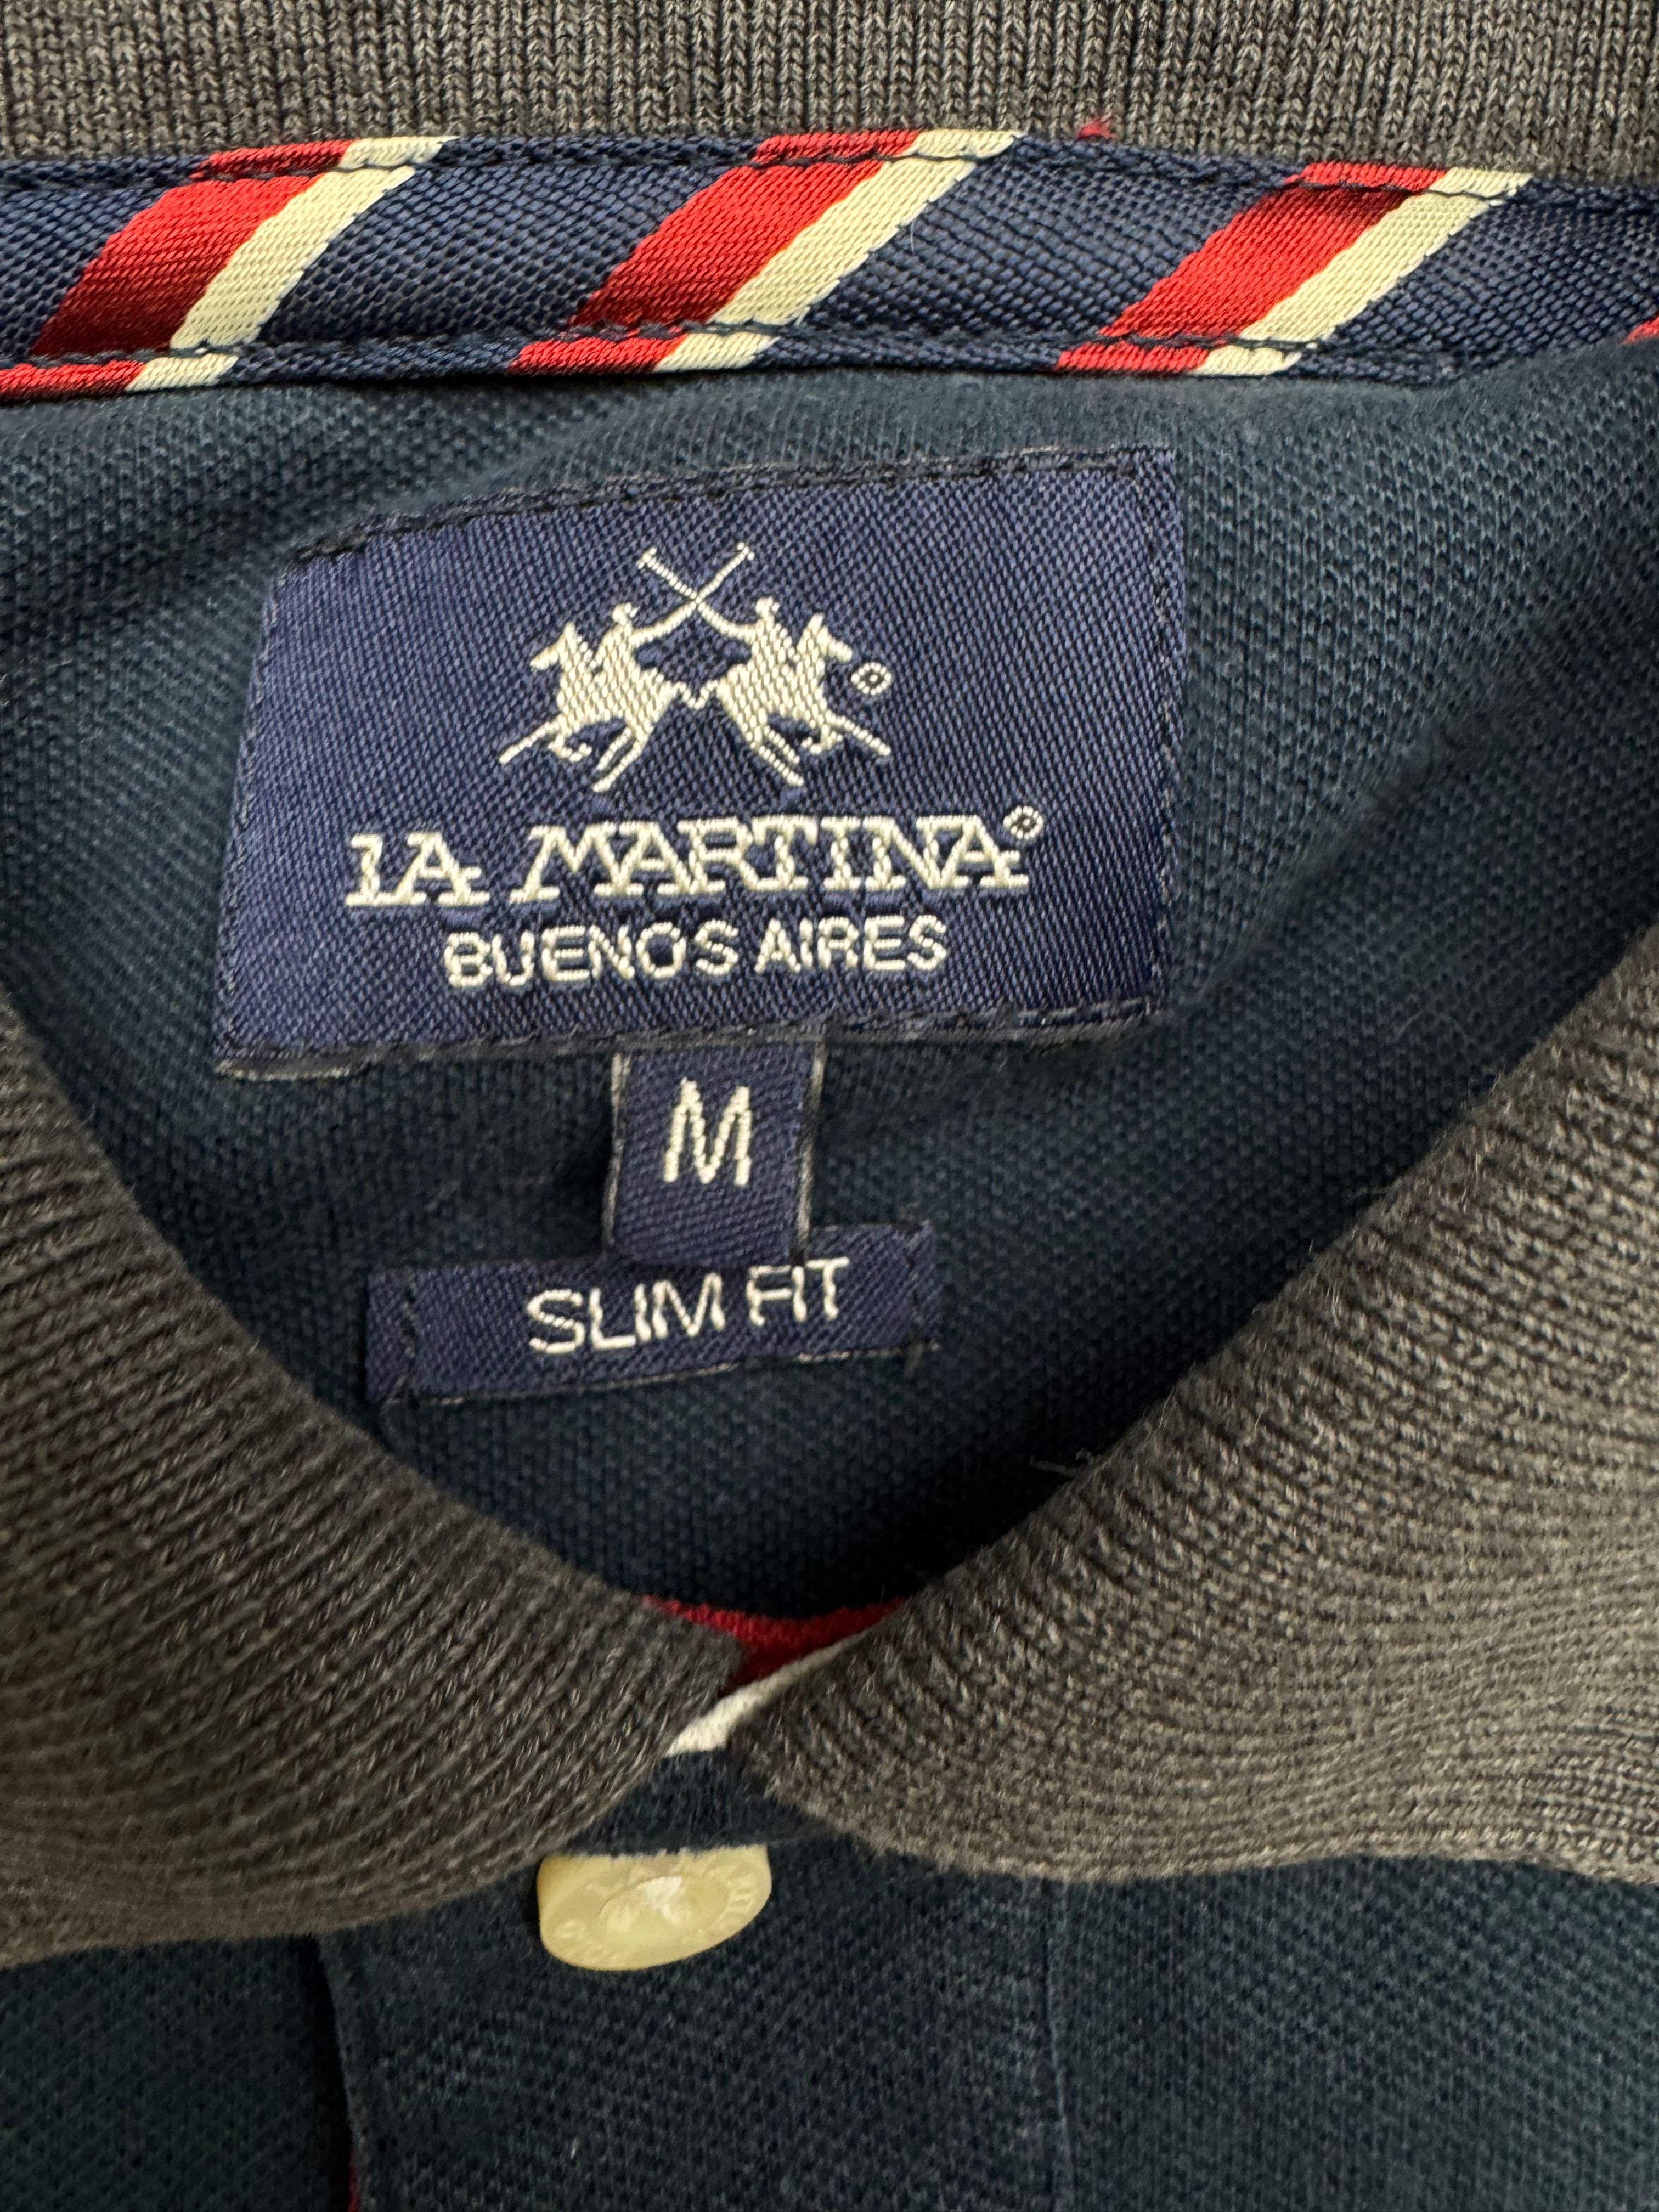 LA MARTINA®
BUENOS AIRES
M
SLIM FIT